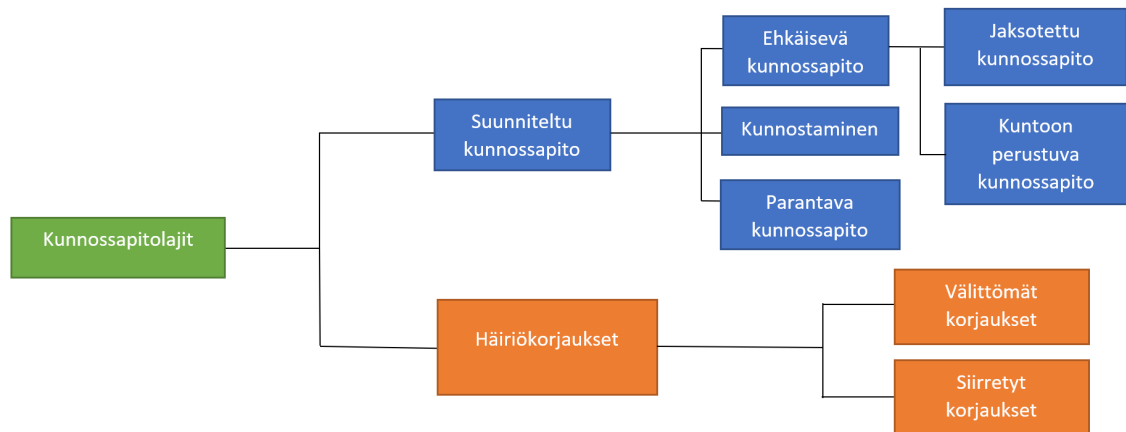 Kunnossapitolajit
Suunniteltu
kunnossapito
Ehkäisevä
kunnossapito
Jaksotettu
kunnossapito
Kuntoon
perustuva
kunnossapito
Kunnostaminen
Parantava
kunnossapito
Häiriökorjaukset
Välittömät
korjaukset
Siirretyt
korjaukset